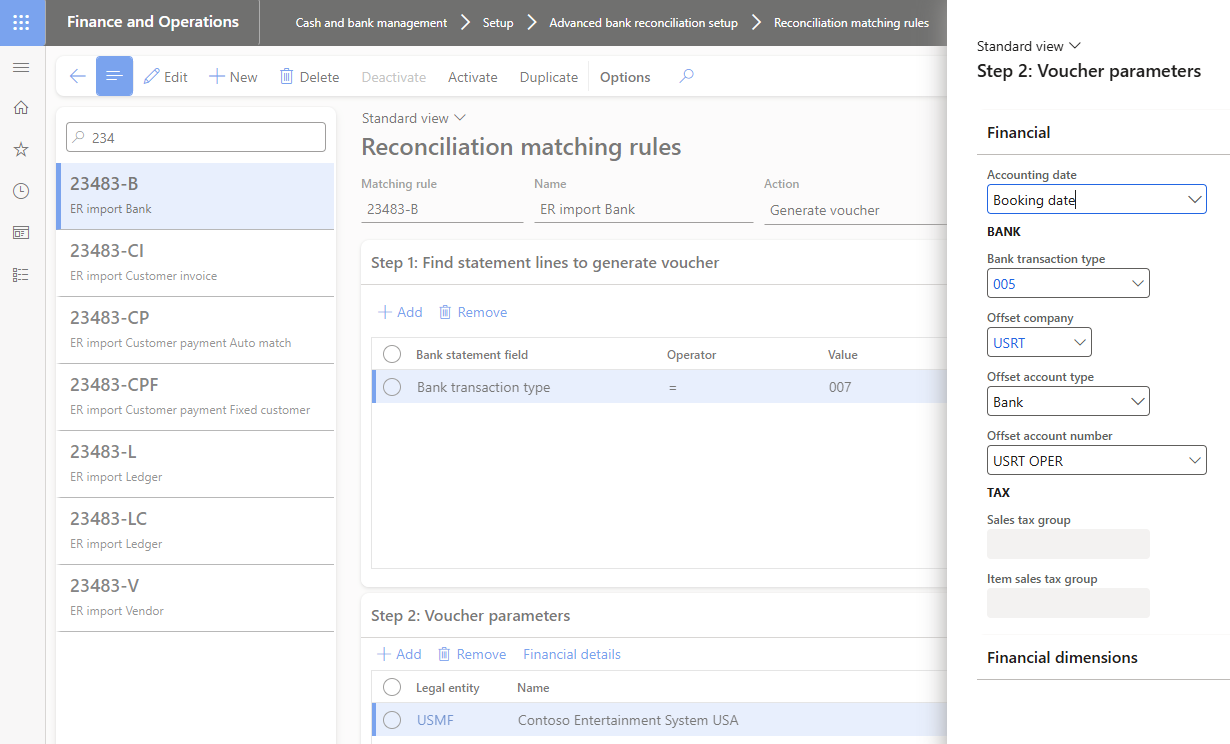 Finance and Operations
Cash and bank management > Setup > Advanced bank reconciliation setup > Reconciliation matching rules
Edit
New
Delete
Deactivate
Activate
Duplicate
Options
234
23483-B
ER import Bank
23483-CI
ER import Customer invoice
23483-CP
ER import Customer payment Auto match
23483-CPF
ER import Customer payment Fixed customer
23483-L
ER import Ledger
23483-LC
ER import Ledger
23483-V
ER import Vendor
Standard view
Reconciliation matching rules
Matching rule Name Action
23483-B ER import Bank Generate voucher
Step 1: Find statement lines to generate voucher
Add Remove
Bank statement field Operator Value
Bank transaction type = 007
Step 2: Voucher parameters
Add Remove Financial details
Legal entity Name
USMF Contoso Entertainment System USA
Standard view
Step 2: Voucher parameters
Financial
Accounting date
Booking date
BANK
Bank transaction type
005
Offset company
USRT
Offset account type
Bank
Offset account number
USRT OPER
TAX
Sales tax group
Item sales tax group
Financial dimensions